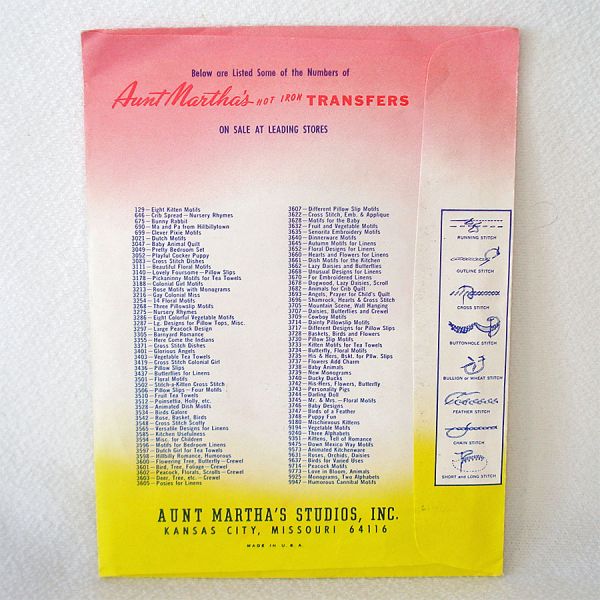 Below are Listed Some of the Numbers of
Aunt Martha's HOT IRON TRANSFERS
ON SALE AT LEADING STORES
129—Eight Kitten Motifs
646—Crib Spread—Nursery Rhymes
675—Bunny Rabbit
690—Ma and Pa from Hillbillytown
699—Clever Pixie Motifs
3021—Dutch Motifs
3047—Baby Animal Quilt
3049—Pretty Bedroom Set
3052—Playful Cocker Puppy
3083—Cross Stitch Dishes
3111—Beautiful Floral Motifs
3140—Lovely Foursome—Pillow Slips
3178—Pickaninny Motifs for Tea Towels
3188—Colonial Girl Motifs
3213—Rose Motifs with Monograms
3216—Gay Colonial Miss
3254—14 Floral Motifs
3268—Three Pillowslip Motifs
3275—Nursery Rhymes
3286—Eight Colorful Vegetable Motifs
3287—Lg. Designs for Pillow Tops, Misc.
3297—Large Peacock Design
3305—Barnyard Romance
3355—Here Come the Indians
3371—Cross Stitch Dishes
3401—Glorious Angels
3403—Vegetable Tea Towels
3419—Cross Stitch Colonial Girl
3436—Pillow Slips
3437—Butterflies for Linens
3501—Floral Motifs
3502—Stitch-a-Kitten Cross Stitch
3506—Pillow Slips—Four Motifs
3510—Fruit Tea Towels
3512—Poinsettia, Holly, etc.
3528—Animated Dish Motifs
3534—Birds Galore
3542—Rose, Basket, Birds
3548—Cross Stitch Scotty
3565—Versatile Designs for Linens
3585—Kitchen Usefulness
3594—Misc. for Children
3596—Motifs for Bedroom Linens
3597—Dutch Girl for Tea Towels
3598—Hillbilly Romance, Humorous
3600—Flowering Tree, Butterfly—Crewel
3601—Bird, Tree, Foliage—Crewel
3602—Peacock, Florals, Scrolls—Crewel
3603—Deer, Tree, etc.—Crewel
3605—Posies for Linens
3607—Different Pillow Slip Motifs
3622—Cross Stitch, Emb. & Applique
3628—Motifs for the Baby
3632—Fruit and Vegetable Motifs
3635—Senorita Embroidery Motifs
3640—Dinnerware Motifs
3645—Autumn Motifs for Linens
3652—Floral Designs for Linen
3660—Hearts and Flowers for Linens
3661—Dish Motifs for the Kitchen
3662—Lazy Daisies and Butterflies
3668—Unusual Designs for Linens
3670—For Embroidered Linens
3678—Dogwood, Lazy Daisies, Scroll
3682—Animals for Crib Quilt
3693—Angels, Prayer for Child's Quilt
3696—Shamrock, Hearts & Cross Stitch
3705—Mountain Scene, Wall Hanging
3707—Daisies, Butterflies and Crewel
3709—Cowboy Motifs
3714—Dainty Pillowslip Motifs
3717—Different Designs for Pillow Slips
3728—Baskets, Birds and Flowers
3730—Pillow Slip Motifs
3733—Kitten Motifs for Tea Towels
3734—Butterfly, Floral Motifs
3735—His & Hers, Bskt. for Pllw. Slips
3737—Flowers Add Charm
3738—Baby Animals
3739—New Monograms
3740—Ducky Ducks
3742—His-Hers, Flowers, Butterfly
3743—Personality Pigs
3744—Darling Doll
3745—Mr. & Mrs.—Floral Motifs
3746—Baby Designs
3747—Birds of a Feather
3748—Puppy Fun
9180—Mischievous Kittens
9216—Vegetable Motifs
9240—Three Alphabets
9351—Kittens, Tell of Romance
9475—Down Mexico Way Motifs
9573—Animated Kitchenware
9631—Roses, Orchids, Daisies
9637—Birds for Varied Uses
9714—Peacock Motifs
9773—Love in Bloom, Animals
9925—Monograms, Two Alphabets
9947—Humorous Cannibal Motifs
RUNNING STITCH
OUTLINE STITCH
CROSS STITCH
BUTTONHOLE STITCH
BULLION or WHEAT STITCH
FEATHER STITCH
CHAIN STITCH
SHORT and LONG STITCH
AUNT MARTHA'S STUDIOS, INC.
KANSAS CITY, MISSOURI 64116
MADE IN U.S.A.